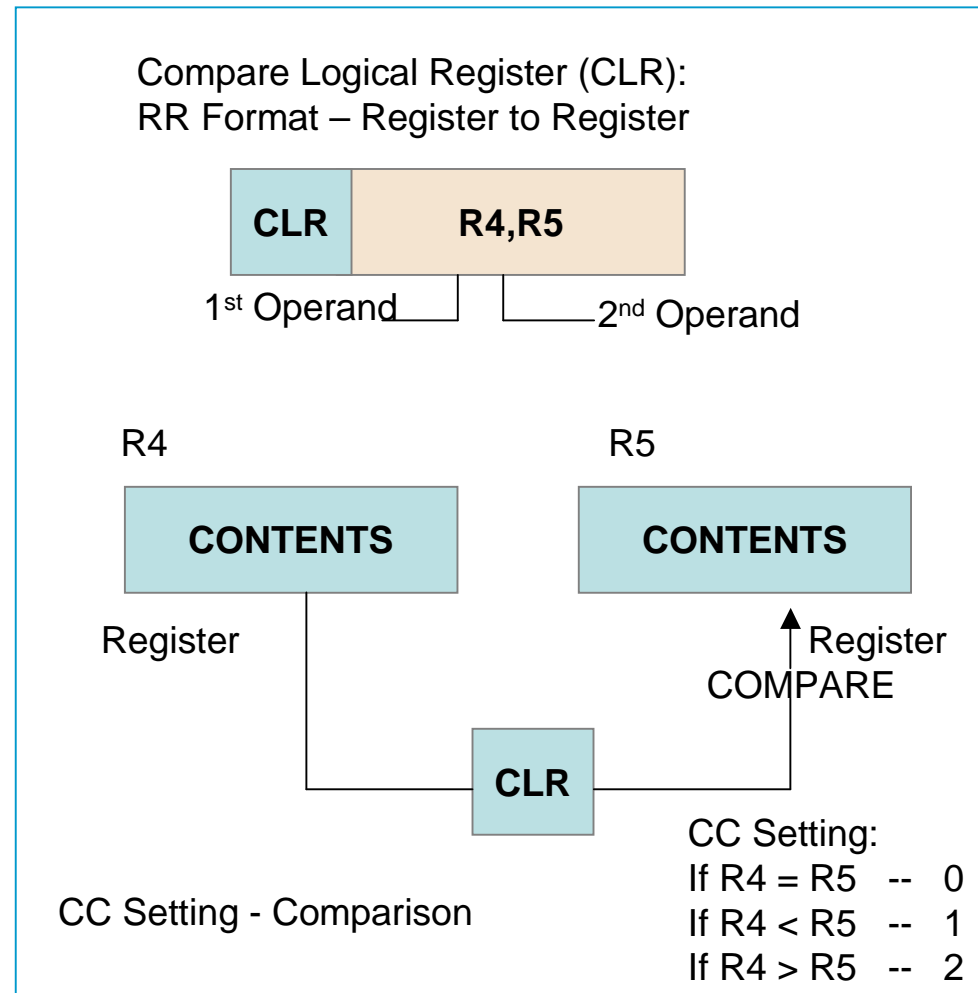 Compare Logical Register (CLR):
RR Format – Register to Register
CLR R4,R5
1st Operand 2nd Operand
R4 R5
CONTENTS CONTENTS
Register Register
COMPARE
CLR
CC Setting:
If R4 = R5 -- 0
CC Setting - Comparison
If R4 < R5 -- 1
If R4 > R5 -- 2